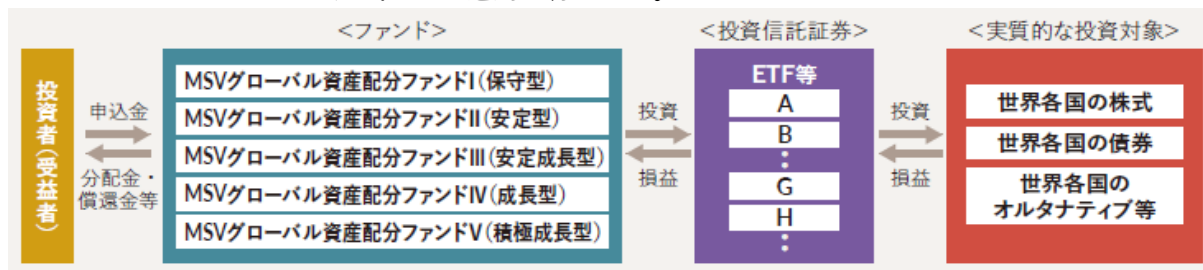 <ファンド>
<投資信託証券>
<実質的な投資対象>
投資者(受益者)
申込金
分配金・
償還金等
MSVグローバル資産配分ファンドI(保守型)
MSVグローバル資産配分ファンドII(安定型)
MSVグローバル資産配分ファンドIII(安定成長型)
MSVグローバル資産配分ファンドIV(成長型)
MSVグローバル資産配分ファンドV(積極成長型)
投資
損益
ETF等
A
B
⋮
G
H
⋮
投資
損益
世界各国の株式
世界各国の債券
世界各国の
オルタナティブ等